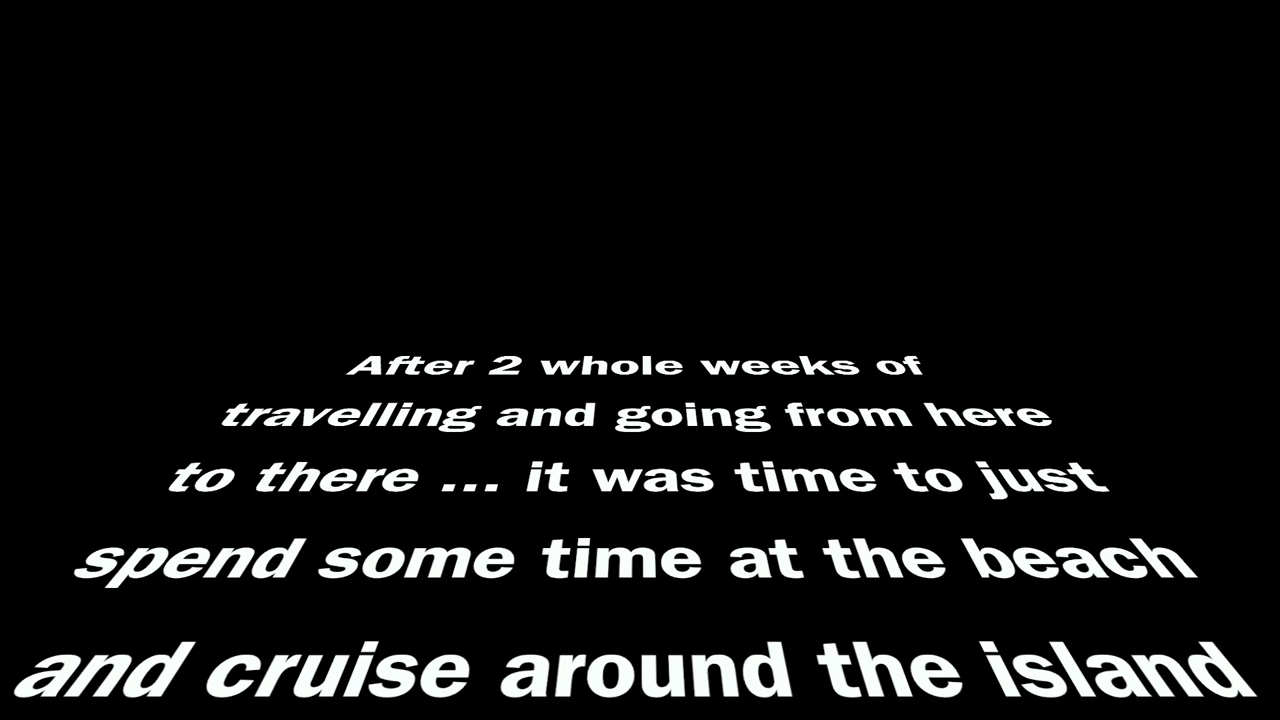 After 2 whole weeks of
travelling and going from here
to there ... it was time to just
spend some time at the beach
and cruise around the island